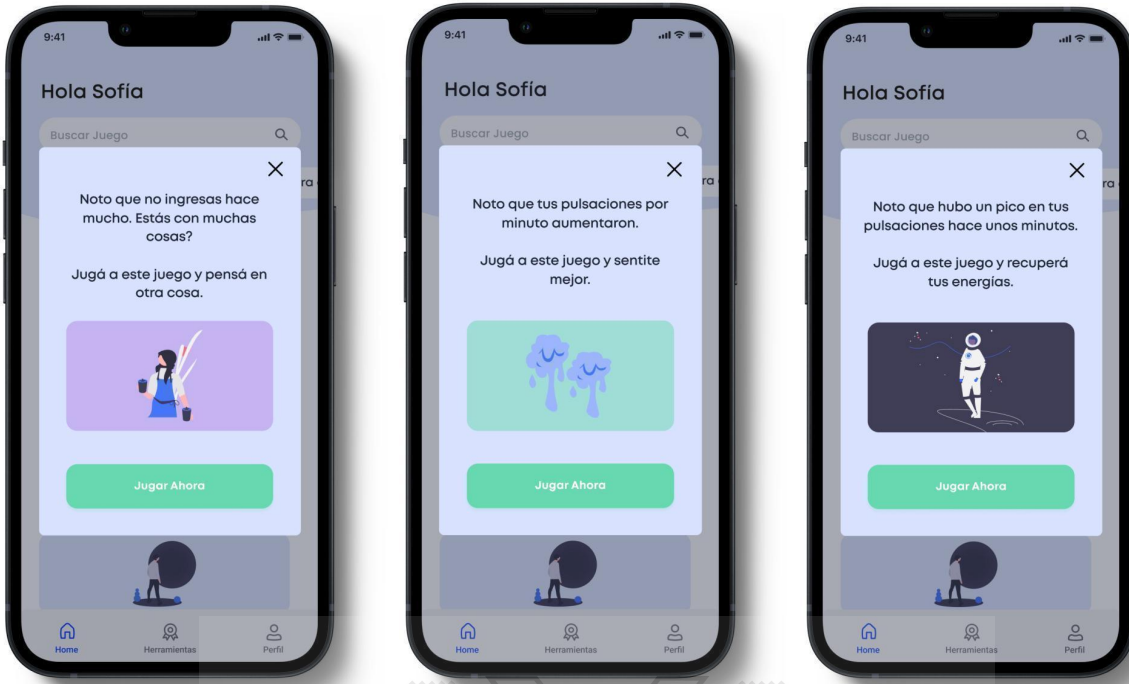 9:41
Hola Sofía
Buscar Juego
ra
Noto que no ingresas hace
mucho. Estás con muchas
cosas?
Jugá a este juego y pensá en
otra cosa.
Jugar Ahora
Home
Herramientas
Perfil
9:41
Hola Sofía
Buscar Juego
ra
Noto que tus pulsaciones por
minuto aumentaron.
Jugá a este juego y sentite
mejor.
Jugar Ahora
Home
Herramientas
Perfil
9:41
Hola Sofía
Buscar Juego
ra
Noto que hubo un pico en tus
pulsaciones hace unos minutos.
Jugá a este juego y recuperá
tus energías.
Jugar Ahora
Home
Herramientas
Perfil